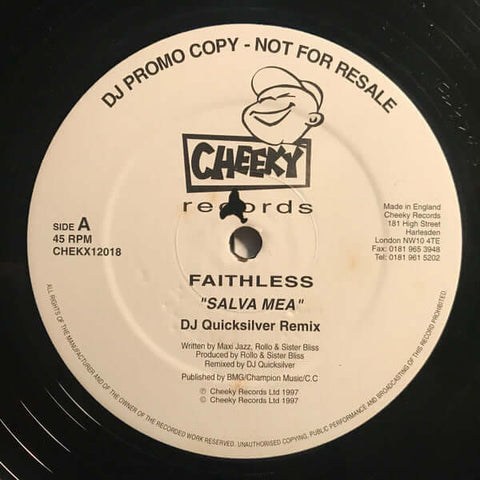 DJ PROMO COPY - NOT FOR RESALE
CHEEKY
records
SIDE A
45 RPM
CHEKX12018
Made in England
Cheeky Records
181 High Street
Harlesden
London NW10 4TE
Fax: 0181 965 3948
Tel: 0181 961 5202
FAITHLESS
"SALVA MEA"
DJ Quicksilver Remix
Written by Maxi Jazz, Rollo & Sister Bliss
Produced by Rollo & Sister Bliss
Remixed by DJ Quicksilver
Published by BMG/Champion Music/C.C
℗ Cheeky Records Ltd 1997
© Cheeky Records Ltd 1997
ALL RIGHTS OF THE MANUFACTURER AND OF THE OWNER OF THE RECORDED WORK RESERVED. UNAUTHORISED COPYING, PUBLIC PERFORMANCE AND BROADCASTING OF THIS RECORD PROHIBITED.